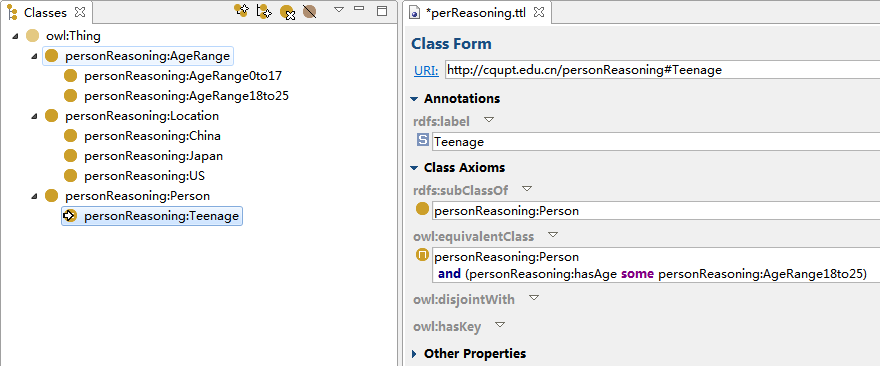 Classes
owl:Thing
personReasoning:AgeRange
personReasoning:AgeRange0to17
personReasoning:AgeRange18to25
personReasoning:Location
personReasoning:China
personReasoning:Japan
personReasoning:US
personReasoning:Person
personReasoning:Teenage
*perReasoning.ttl
Class Form
URI: http://cqupt.edu.cn/personReasoning#Teenage
Annotations
rdfs:label
S Teenage
Class Axioms
rdfs:subClassOf
personReasoning:Person
owl:equivalentClass
personReasoning:Person
and (personReasoning:hasAge some personReasoning:AgeRange18to25)
owl:disjointWith
owl:hasKey
Other Properties